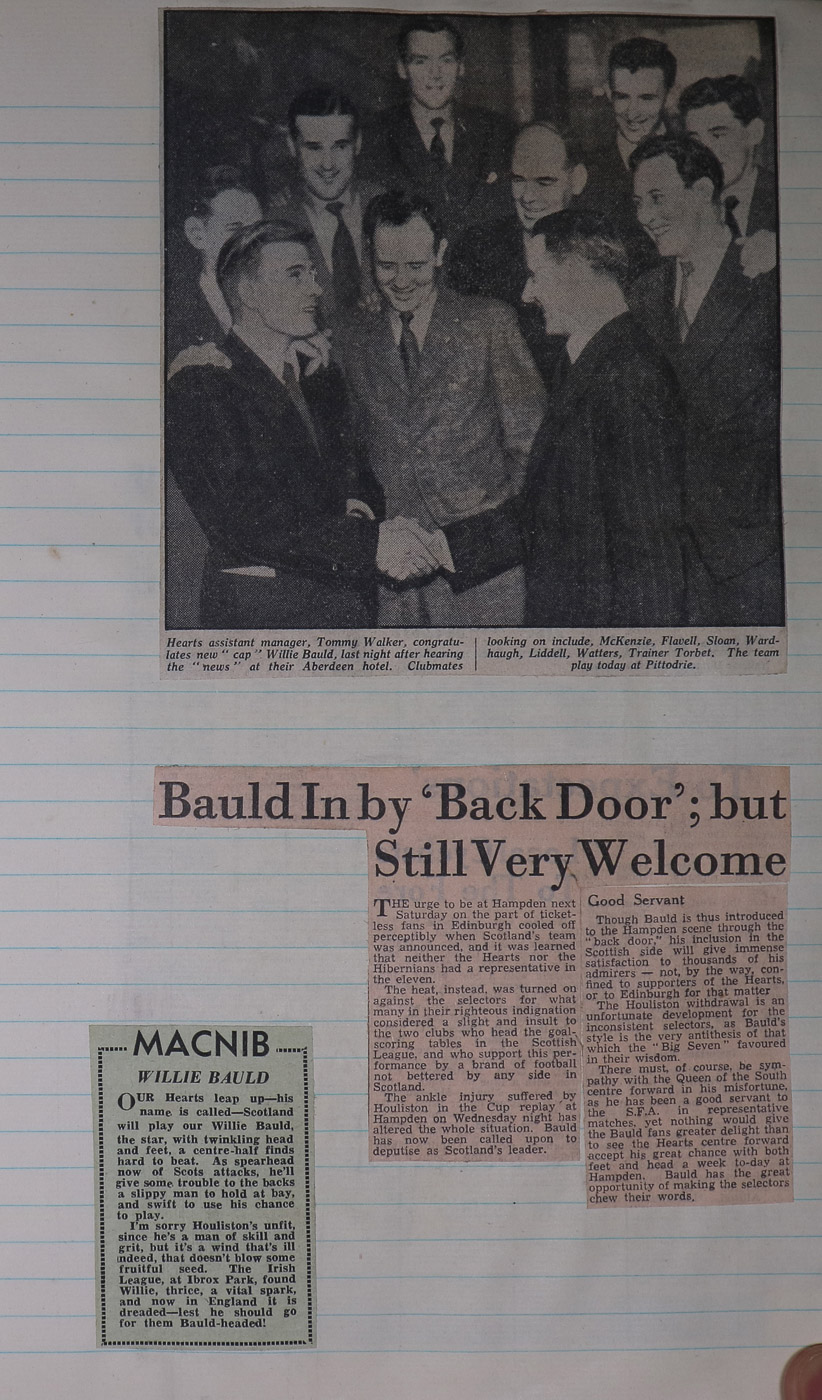 Hearts assistant manager, Tommy Walker, congratu-
lates new " cap " Willie Bauld, last night after hearing
the " news " at their Aberdeen hotel. Clubmates
looking on include, McKenzie, Flavell, Sloan, Ward-
haugh, Liddell, Watters, Trainer Torbet. The team
play today at Pittodrie.
Bauld In by ‘Back Door’; but
Still Very Welcome
THE urge to be at Hampden next
Saturday on the part of ticket-
less fans in Edinburgh cooled off
perceptibly when Scotland's team
was announced, and it was learned
that neither the Hearts nor the
Hibernians had a representative in
the eleven.
The heat, instead, was turned on
against the selectors for what
many in their righteous indignation
considered a slight and insult to
the two clubs who head the goal-
scoring tables in the Scottish
League, and who support this per-
formance by a brand of football
not bettered by any side in
Scotland.
The ankle injury suffered by
Houliston in the Cup replay at
Hampden on Wednesday night has
altered the whole situation. Bauld
has now been called upon to
deputise as Scotland's leader.
Good Servant
Though Bauld is thus introduced
to the Hampden scene through the
"back door," his inclusion in the
Scottish side will give immense
satisfaction to thousands of his
admirers — not, by the way, con-
fined to supporters of the Hearts,
or to Edinburgh for that matter
The Houliston withdrawal is an
unfortunate development for the
inconsistent selectors, as Bauld's
style is the very antithesis of that
which the "Big Seven" favoured
in their wisdom.
There must, of course, be sym-
pathy with the Queen of the South
centre forward in his misfortune,
as he has been a good servant to
the S.F.A. in representative
matches, yet nothing would give
the Bauld fans greater delight than
to see the Hearts centre forward
accept his great chance with both
feet and head a week to-day at
Hampden. Bauld has the great
opportunity of making the selectors
chew their words.
MACNIB
WILLIE BAULD
OUR Hearts leap up—his
name is called—Scotland
will play our Willie Bauld,
the star, with twinkling head
and feet, a centre-half finds
hard to beat. As spearhead
now of Scots attacks, he'll
give some trouble to the backs
a slippy man to hold at bay,
and swift to use his chance
to play.
I'm sorry Houliston's unfit,
since he's a man of skill and
grit, but it's a wind that's ill
indeed, that doesn't blow some
fruitful seed. The Irish
League, at Ibrox Park, found
Willie, thrice, a vital spark,
and now in England it is
dreaded—lest he should go
for them Bauld-headed!